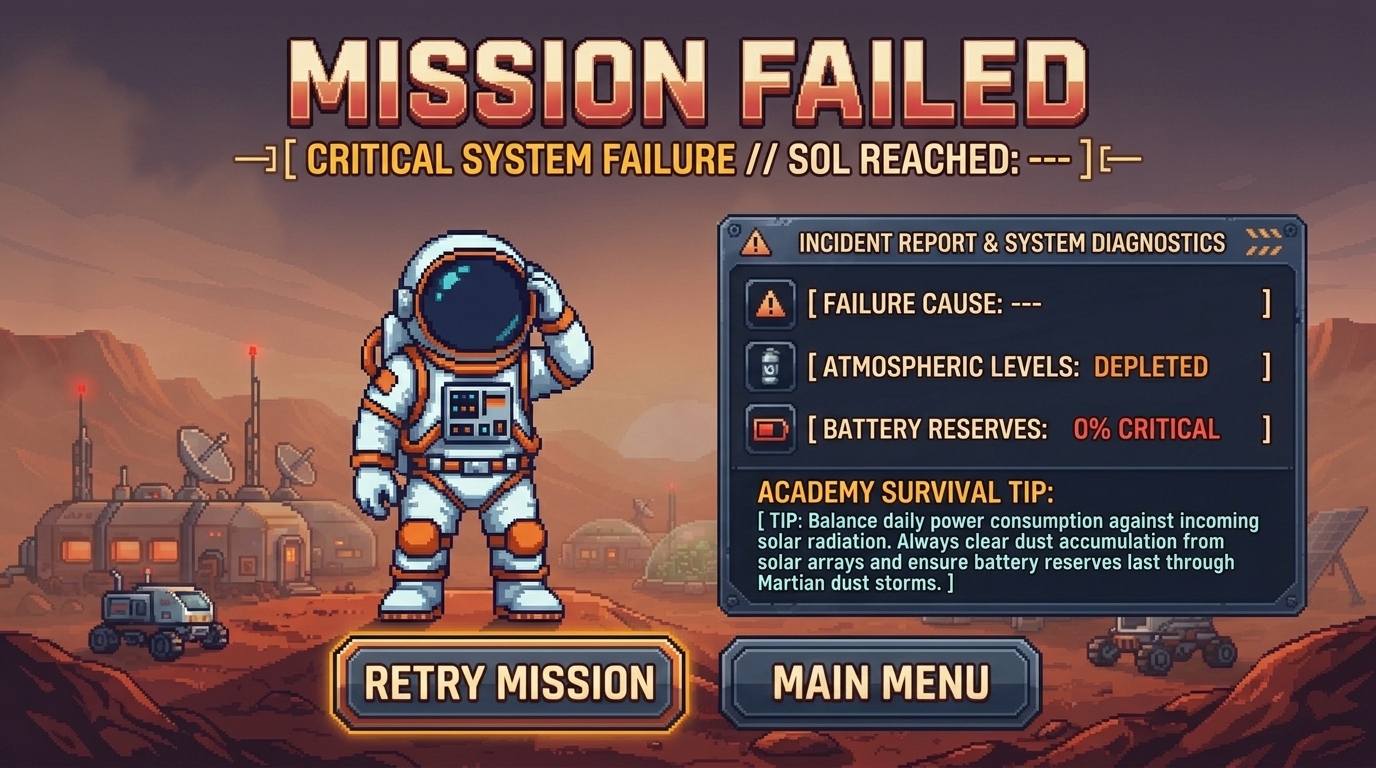 MISSION FAILED
[ CRITICAL SYSTEM FAILURE // SOL REACHED: --- ]
INCIDENT REPORT & SYSTEM DIAGNOSTICS
[ FAILURE CAUSE: --- ]
[ ATMOSPHERIC LEVELS: DEPLETED ]
[ BATTERY RESERVES: 0% CRITICAL ]
ACADEMY SURVIVAL TIP:
[ TIP: Balance daily power consumption against incoming
solar radiation. Always clear dust accumulation from
solar arrays and ensure battery reserves last through
Martian dust storms. ]
RETRY MISSION
MAIN MENU